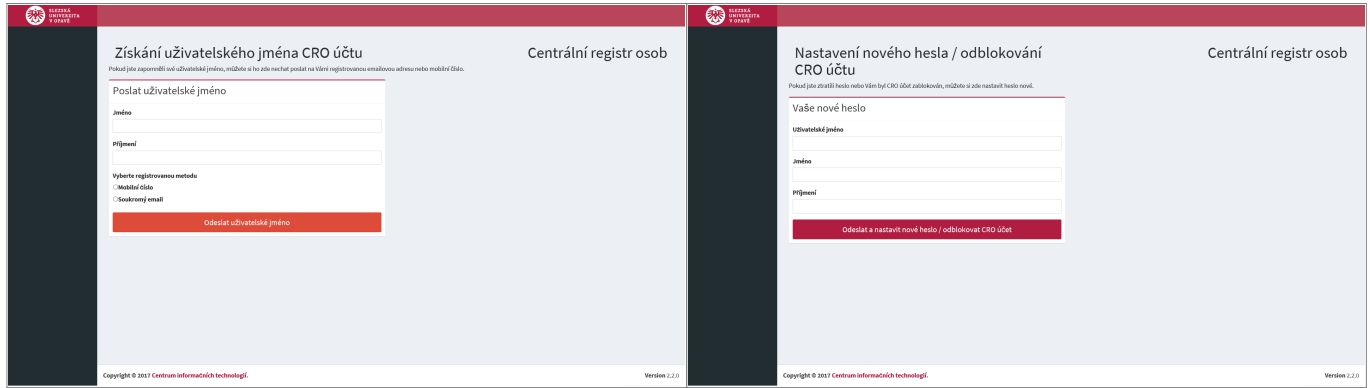 SLEZSKÁ
UNIVERZITA
V OPAVĚ
Získání uživatelského jména CRO účtu
Centrální registr osob
Pokud jste zapomněli své uživatelské jméno, můžete si ho zde nechat poslat na Vámi registrovanou emailovou adresu nebo mobilní číslo.
Poslat uživatelské jméno
Jméno
Příjmení
Vyberte registrovanou metodu
Mobilní číslo
Soukromý email
Odeslat uživatelské jméno
Copyright © 2017 Centrum informačních technologií.
Version 2.2.0
SLEZSKÁ
UNIVERZITA
V OPAVĚ
Nastavení nového hesla / odblokování
CRO účtu
Centrální registr osob
Pokud jste ztratili heslo nebo Vám byl CRO účet zablokován, můžete si zde nastavit heslo nové.
Vaše nové heslo
Uživatelské jméno
Jméno
Příjmení
Odeslat a nastavit nové heslo / odblokovat CRO účet
Copyright © 2017 Centrum informačních technologií.
Version 2.2.0